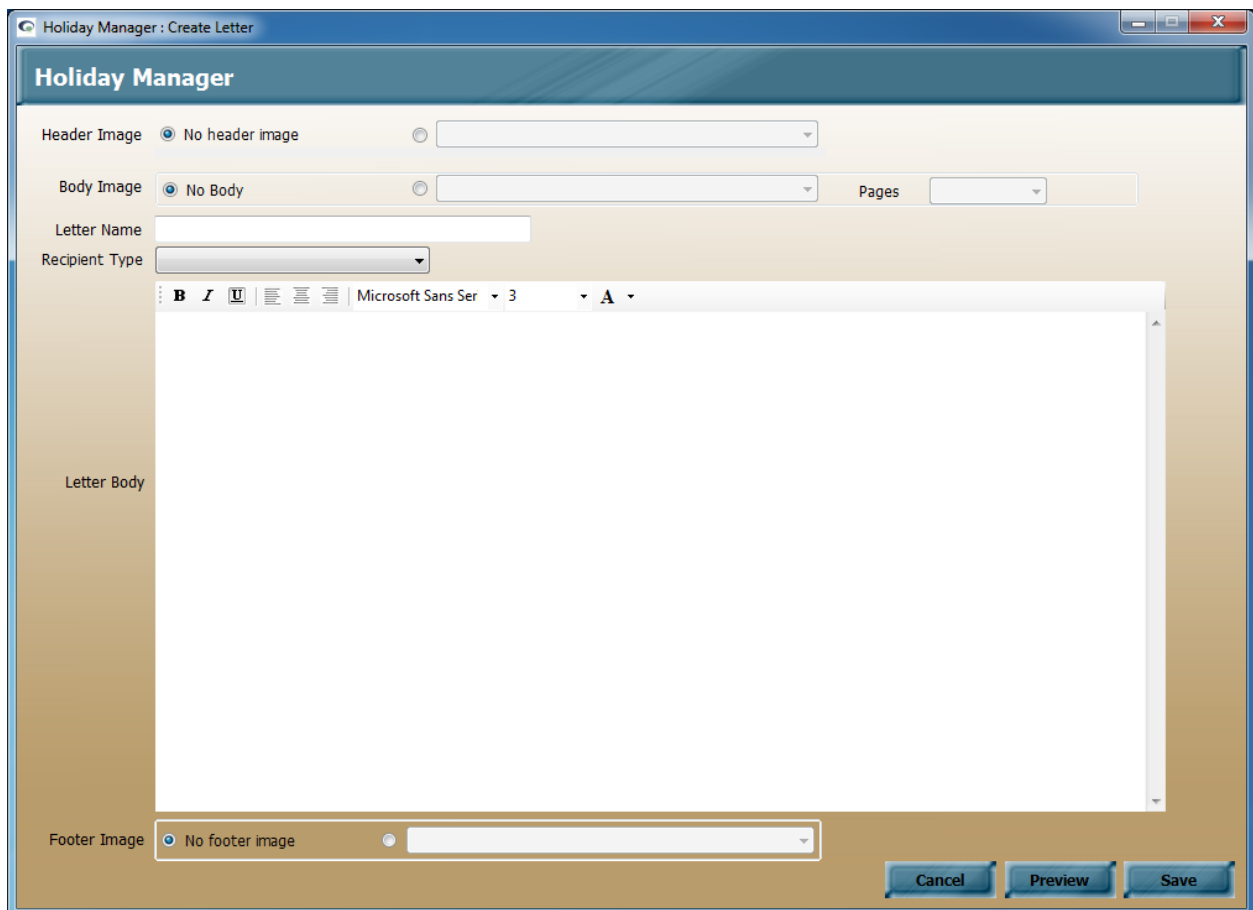 Holiday Manager : Create Letter
Holiday Manager
Header Image No header image
Body Image No Body Pages
Letter Name
Recipient Type
B I U Microsoft Sans Ser 3 A
Letter Body
Footer Image No footer image
Cancel Preview Save